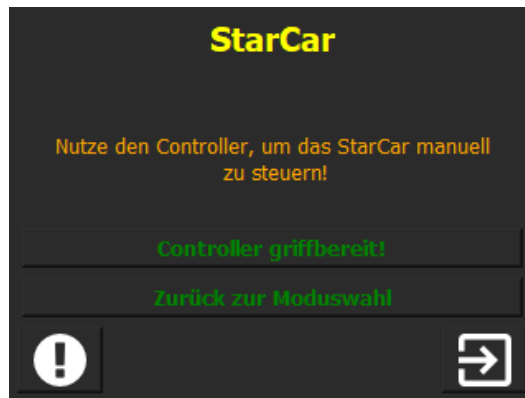 StarCar
Nutze den Controller, um das StarCar manuell
zu steuern!
Controller griffbereit!
Zurück zur Moduswahl